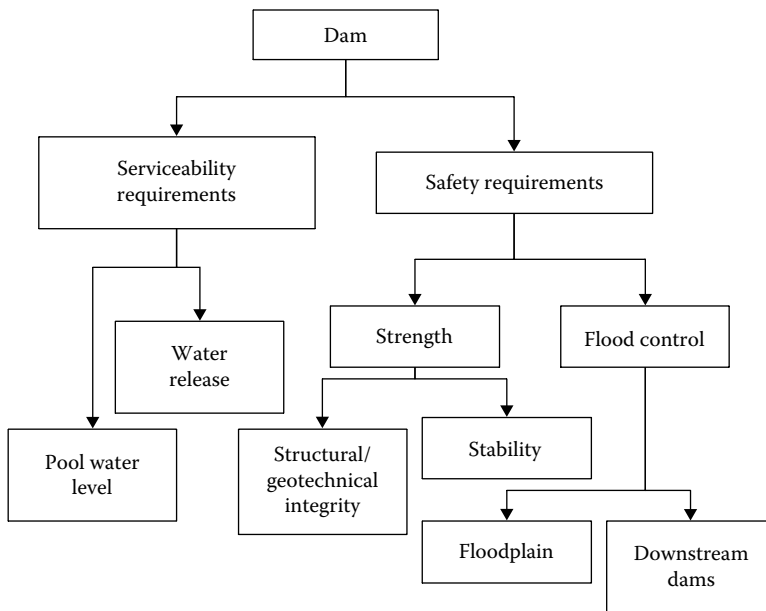 Dam
Serviceability
requirements
Safety requirements
Strength
Flood control
Water
release
Pool water
level
Structural/
geotechnical
integrity
Stability
Floodplain
Downstream
dams